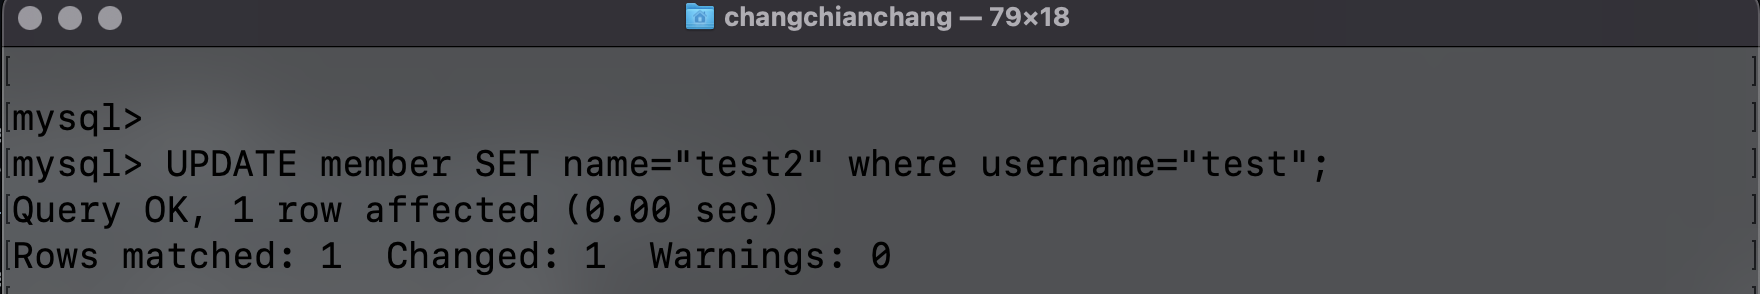 changchianchang — 79×18
[ ]
[mysql> ]
[mysql> UPDATE member SET name="test2" where username="test"; ]
[Query OK, 1 row affected (0.00 sec) ]
[Rows matched: 1  Changed: 1  Warnings: 0 ]